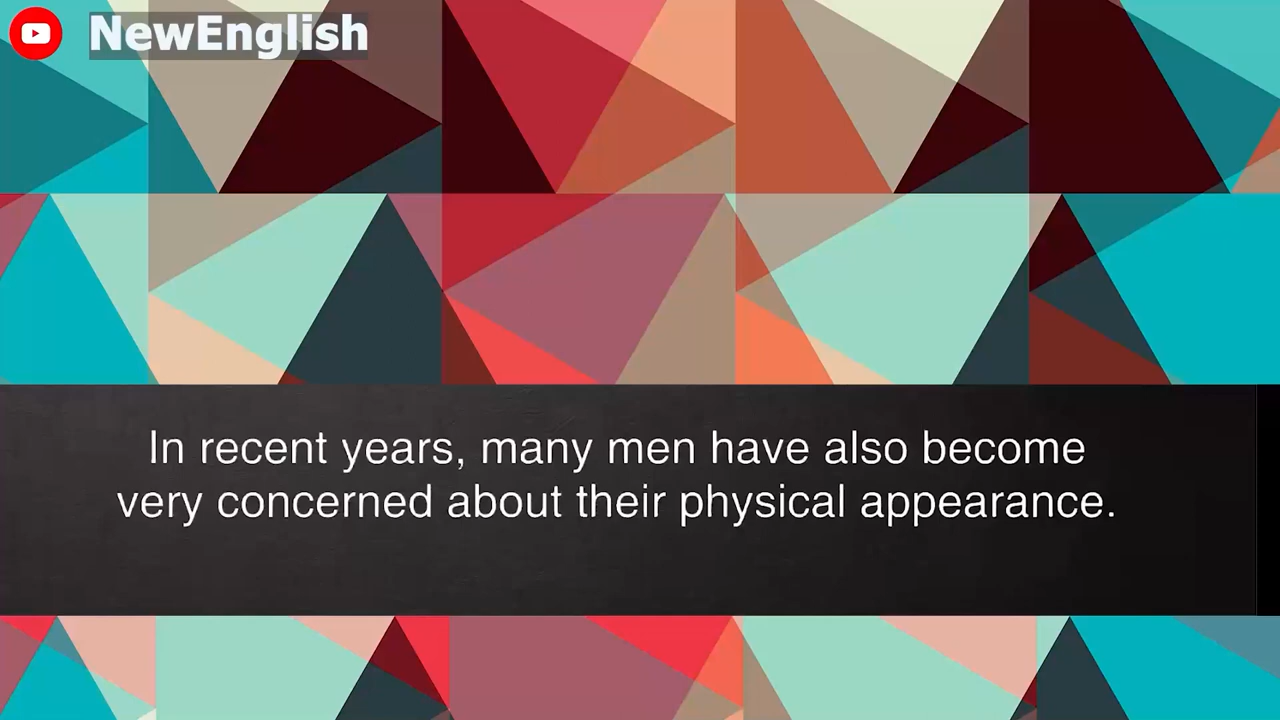 NewEnglish
In recent years, many men have also become
very concerned about their physical appearance.